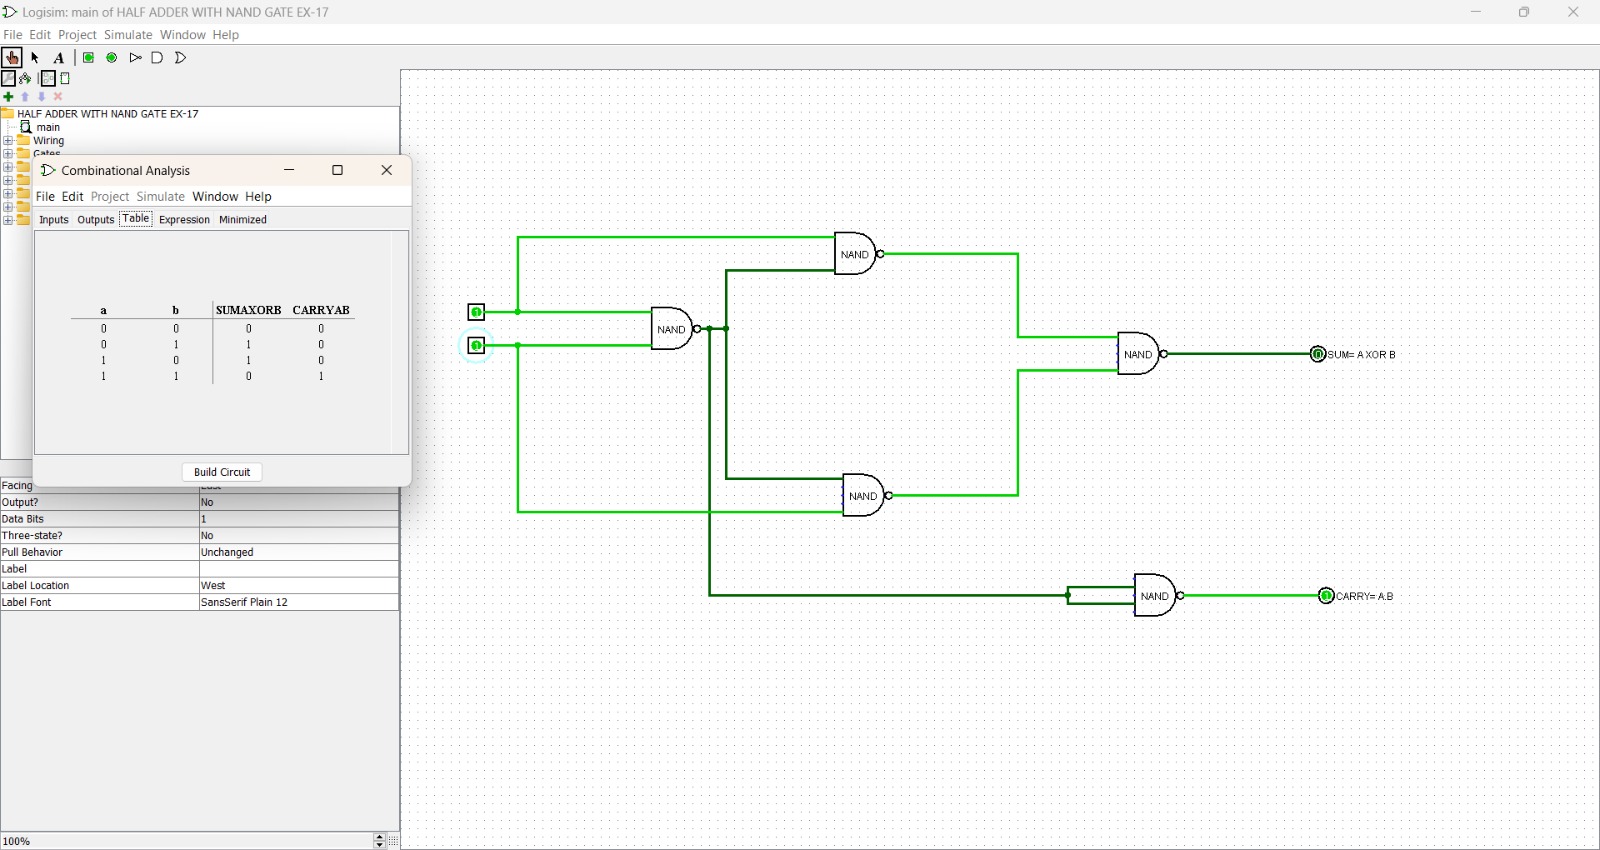 Logisim: main of HALF ADDER WITH NAND GATE EX-17
File Edit Project Simulate Window Help
A
HALF ADDER WITH NAND GATE EX-17
main
Wiring
Gates
Combinational Analysis
File Edit Project Simulate Window Help
Inputs Outputs Table Expression Minimized
a b SUMAXORB CARRYAB
0 0 0 0
0 1 1 0
1 0 1 0
1 1 0 1
Build Circuit
Facing East
Output? No
Data Bits 1
Three-state? No
Pull Behavior Unchanged
Label
Label Location West
Label Font SansSerif Plain 12
100%
NAND
1
NAND
1
NAND
0 SUM= A XOR B
NAND
NAND
1 CARRY= A.B